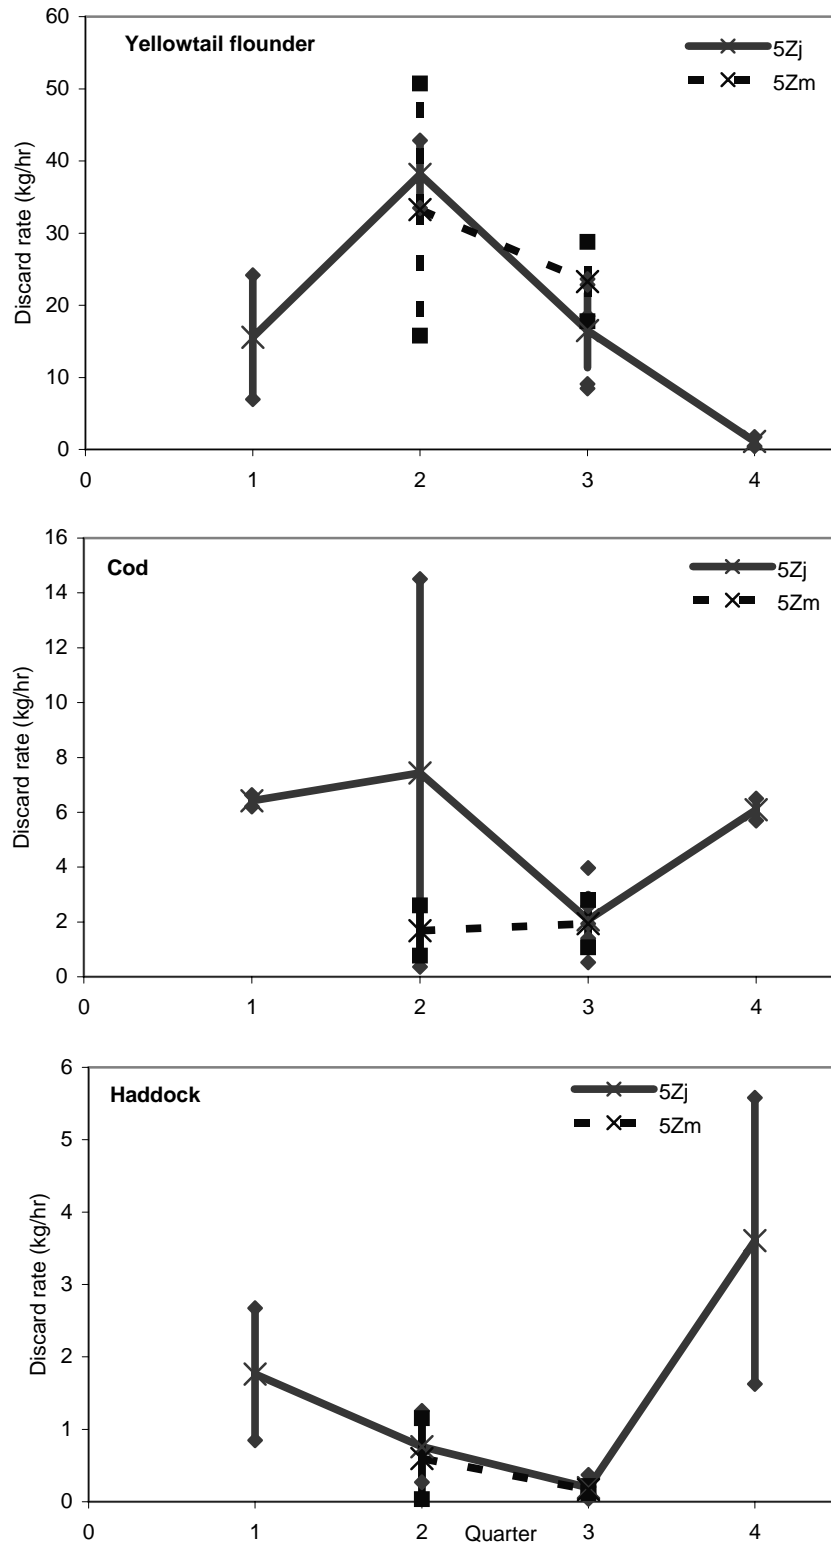 Yellowtail flounder
5Zj
5Zm
Discard rate (kg/hr)
60
50
40
30
20
10
0
0 1 2 3 4
Cod
5Zj
5Zm
Discard rate (kg/hr)
16
14
12
10
8
6
4
2
0
0 1 2 3 4
Haddock
5Zj
5Zm
Discard rate (kg/hr)
6
5
4
3
2
1
0
0 1 2 3 4
Quarter